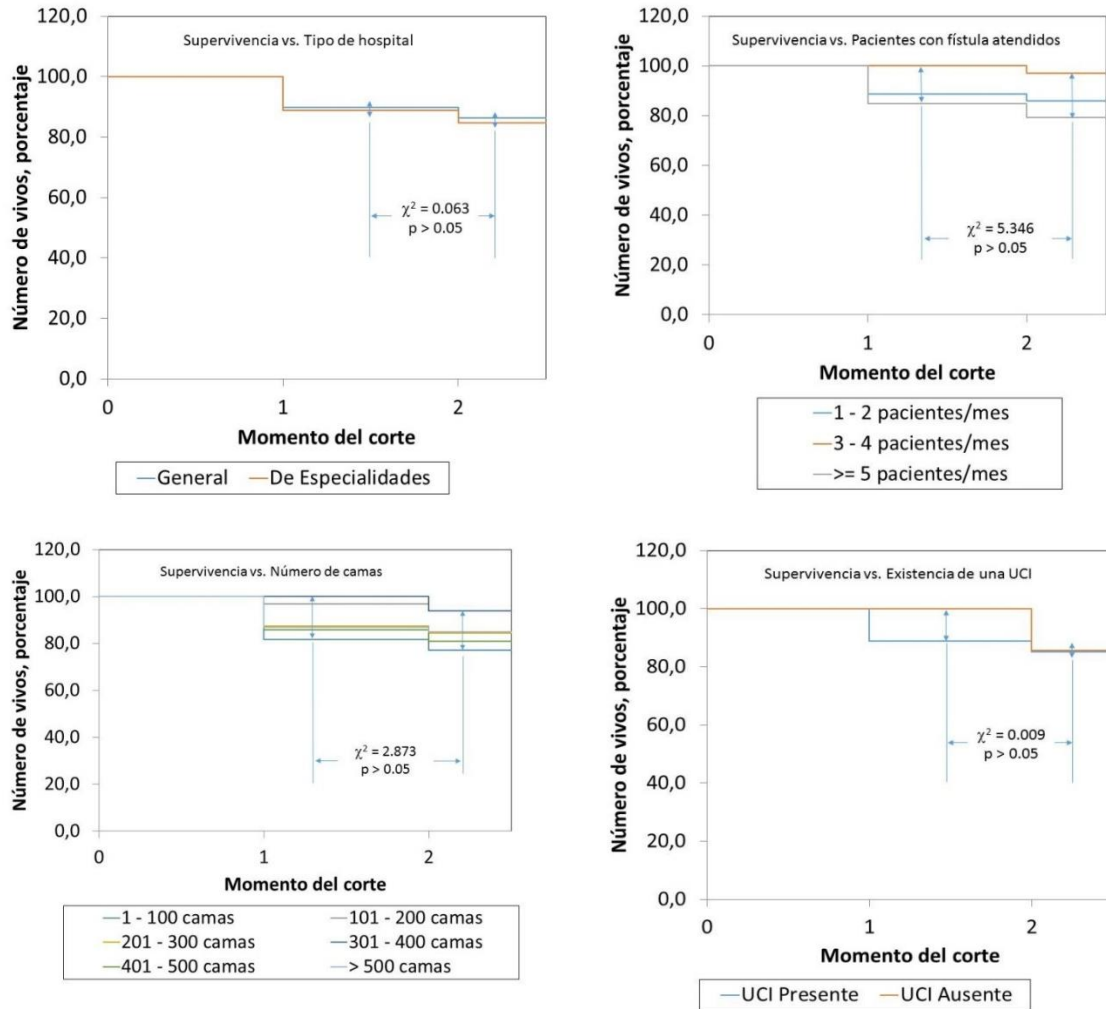 Supervivencia vs. Tipo de hospital
Número de vivos, porcentaje
120,0
100,0
80,0
60,0
40,0
20,0
0,0
χ² = 0.063
p > 0.05
0 1 2
Momento del corte
General De Especialidades
Supervivencia vs. Pacientes con fístula atendidos
Número de vivos, porcentaje
120,0
100,0
80,0
60,0
40,0
20,0
0,0
χ² = 5.346
p > 0.05
0 1 2
Momento del corte
1 - 2 pacientes/mes
3 - 4 pacientes/mes
>= 5 pacientes/mes
Supervivencia vs. Número de camas
Número de vivos, porcentaje
120,0
100,0
80,0
60,0
40,0
20,0
0,0
χ² = 2.873
p > 0.05
0 1 2
Momento del corte
1 - 100 camas 101 - 200 camas
201 - 300 camas 301 - 400 camas
401 - 500 camas > 500 camas
Supervivencia vs. Existencia de una UCI
Número de vivos, porcentaje
120,0
100,0
80,0
60,0
40,0
20,0
0,0
χ² = 0.009
p > 0.05
0 1 2
Momento del corte
UCI Presente UCI Ausente